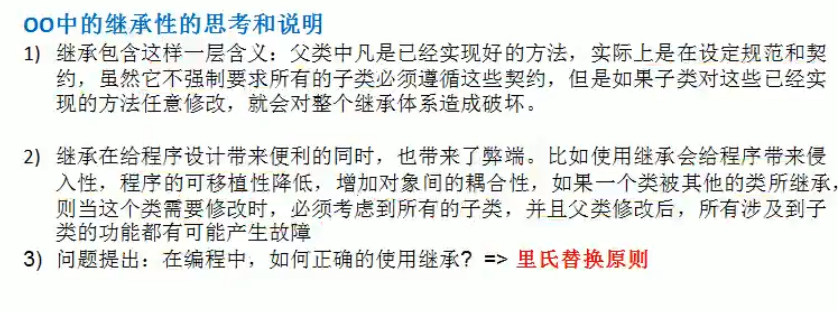 OO中的继承性的思考和说明
1) 继承包含这样一层含义：父类中凡是已经实现好的方法，实际上是在设定规范和契
约，虽然它不强制要求所有的子类必须遵循这些契约，但是如果子类对这些已经实
现的方法任意修改，就会对整个继承体系造成破坏。
2) 继承在给程序设计带来便利的同时，也带来了弊端。比如使用继承会给程序带来侵
入性，程序的可移植性降低，增加对象间的耦合性，如果一个类被其他的类所继承，
则当这个类需要修改时，必须考虑到所有的子类，并且父类修改后，所有涉及到子
类的功能都有可能产生故障
3) 问题提出：在编程中，如何正确的使用继承? => 里氏替换原则